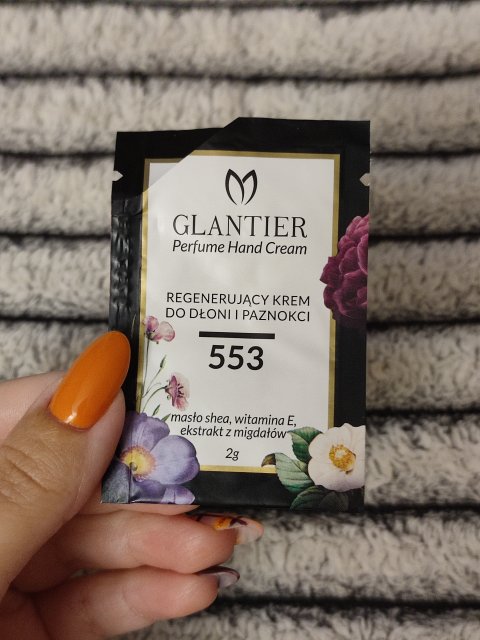 GLANTIER
Perfume Hand Cream
REGENERUJĄCY KREM
DO DŁONI I PAZNOKCI
553
masło shea, witamina E,
ekstrakt z migdałów
2g